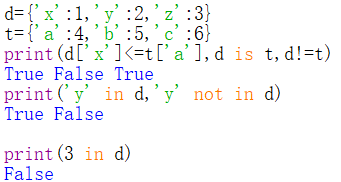 d={'x':1,'y':2,'z':3}
t={'a':4,'b':5,'c':6}
print(d['x']<=t['a'],d is t,d!=t)
True False True
print('y' in d,'y' not in d)
True False
print(3 in d)
False